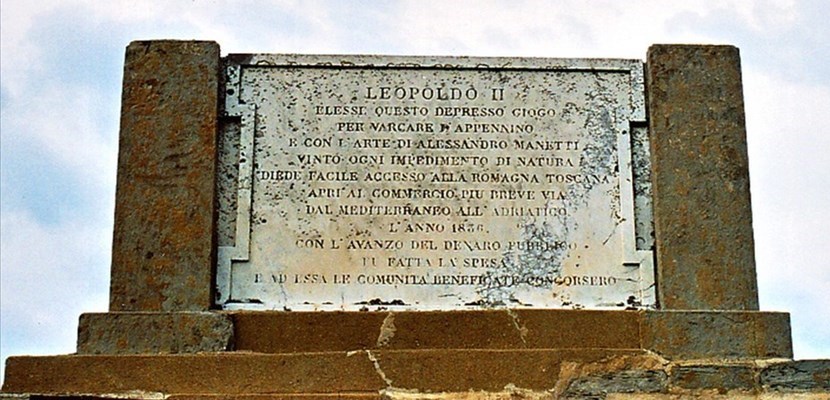 LEOPOLDO II
ELESSE QUESTO DEPRESSO GIOGO
PER VARCARE L'APPENNINO
E CON L'ARTE DI ALESSANDRO MANETTI
VINTO OGNI IMPEDIMENTO DI NATURA
DIEDE FACILE ACCESSO ALLA ROMAGNA TOSCANA
APRÌ AL COMMERCIO PIÙ BREVE VIA
DAL MEDITERRANEO ALL'ADRIATICO
L'ANNO 1836.
CON L'AVANZO DEL DENARO PUBBLICO
FU FATTA LA SPESA
E AD ESSA LE COMUNITÀ BENEFICATE CONCORSERO